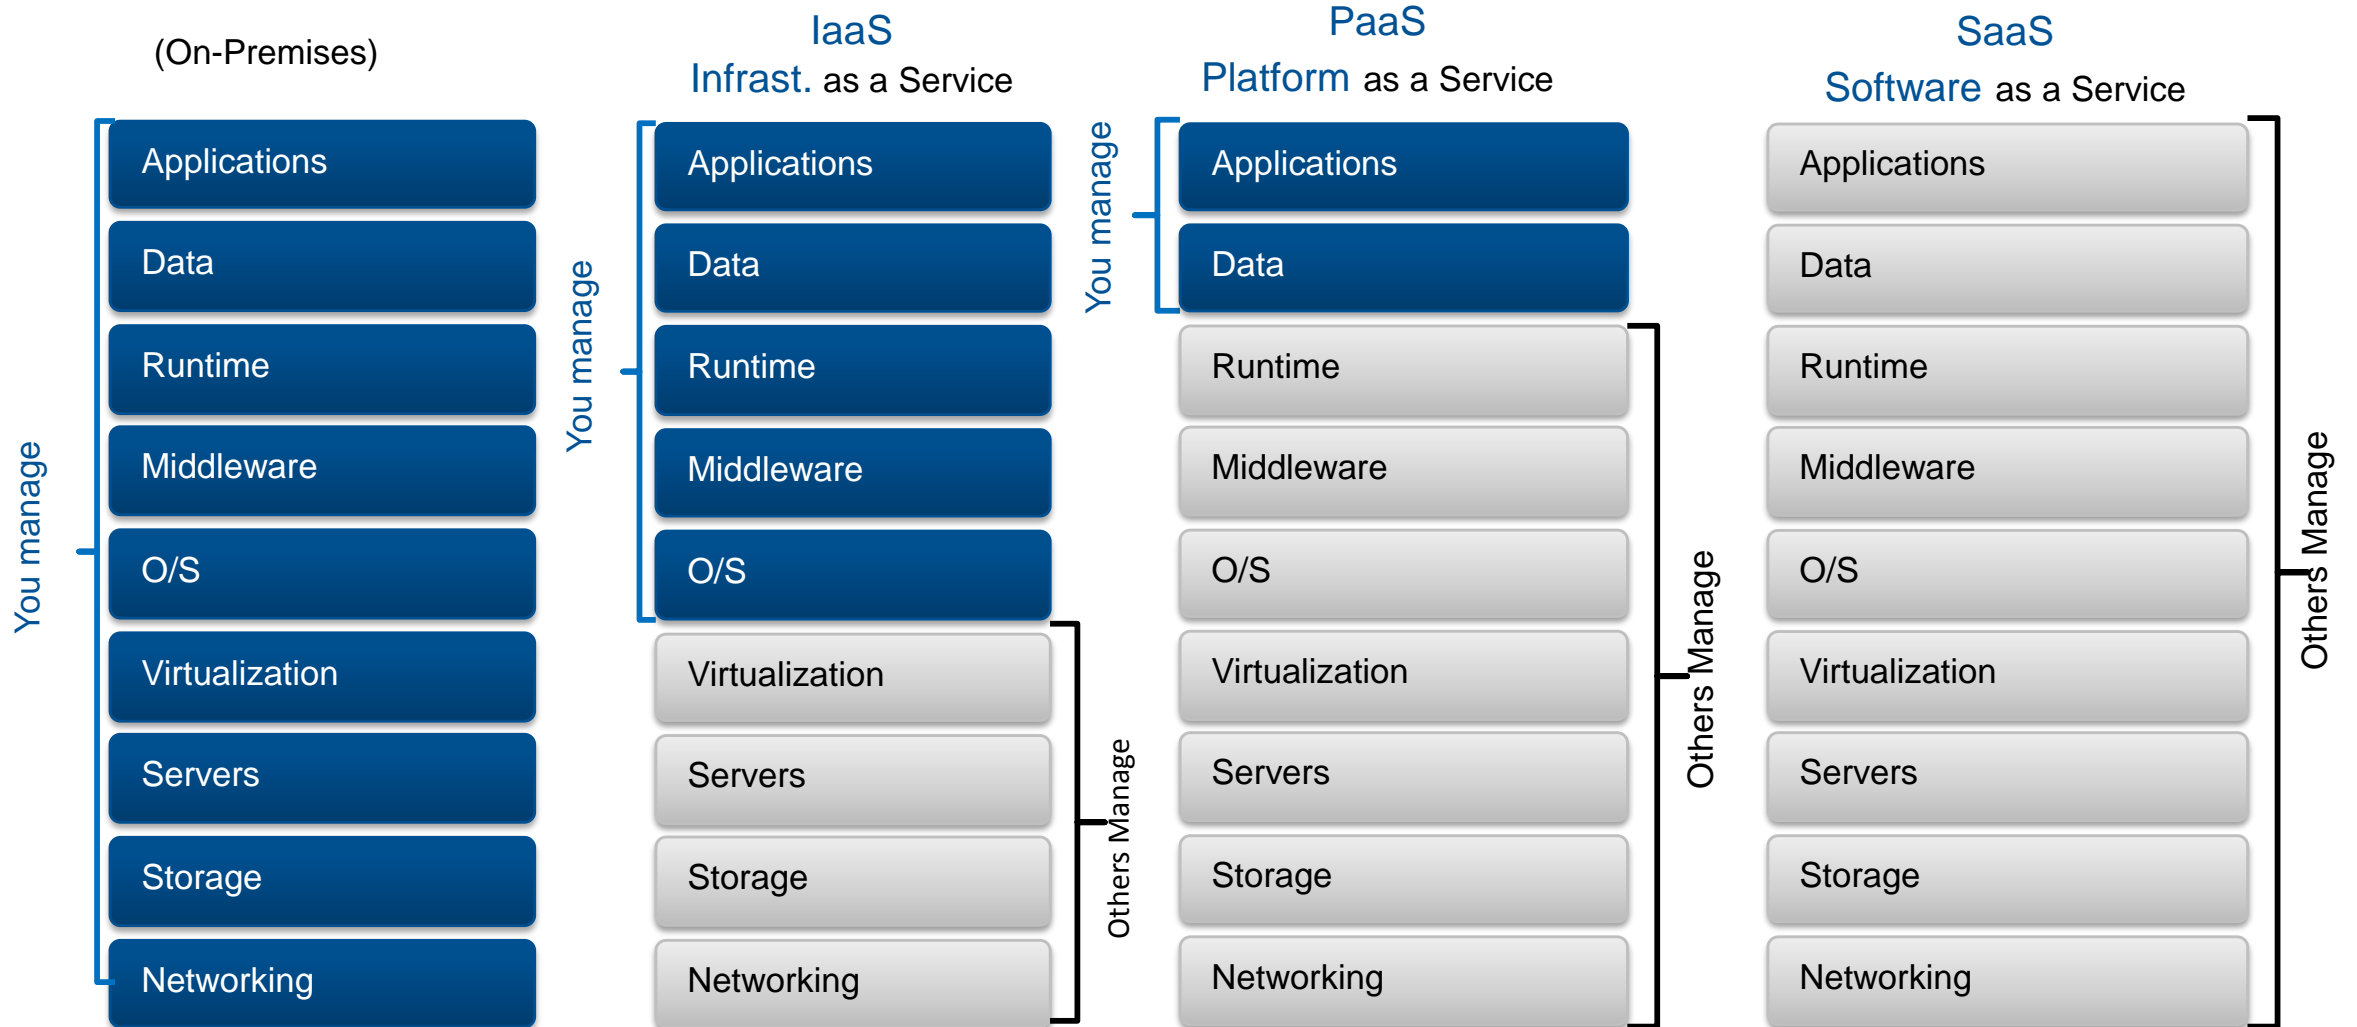 (On-Premises)
You manage
Applications
Data
Runtime
Middleware
O/S
Virtualization
Servers
Storage
Networking
IaaS
Infrast. as a Service
You manage
Applications
Data
Runtime
Middleware
O/S
Virtualization
Servers
Storage
Networking
Others Manage
PaaS
Platform as a Service
You manage
Applications
Data
Runtime
Middleware
O/S
Virtualization
Servers
Storage
Networking
Others Manage
SaaS
Software as a Service
Applications
Data
Runtime
Middleware
O/S
Virtualization
Servers
Storage
Networking
Others Manage